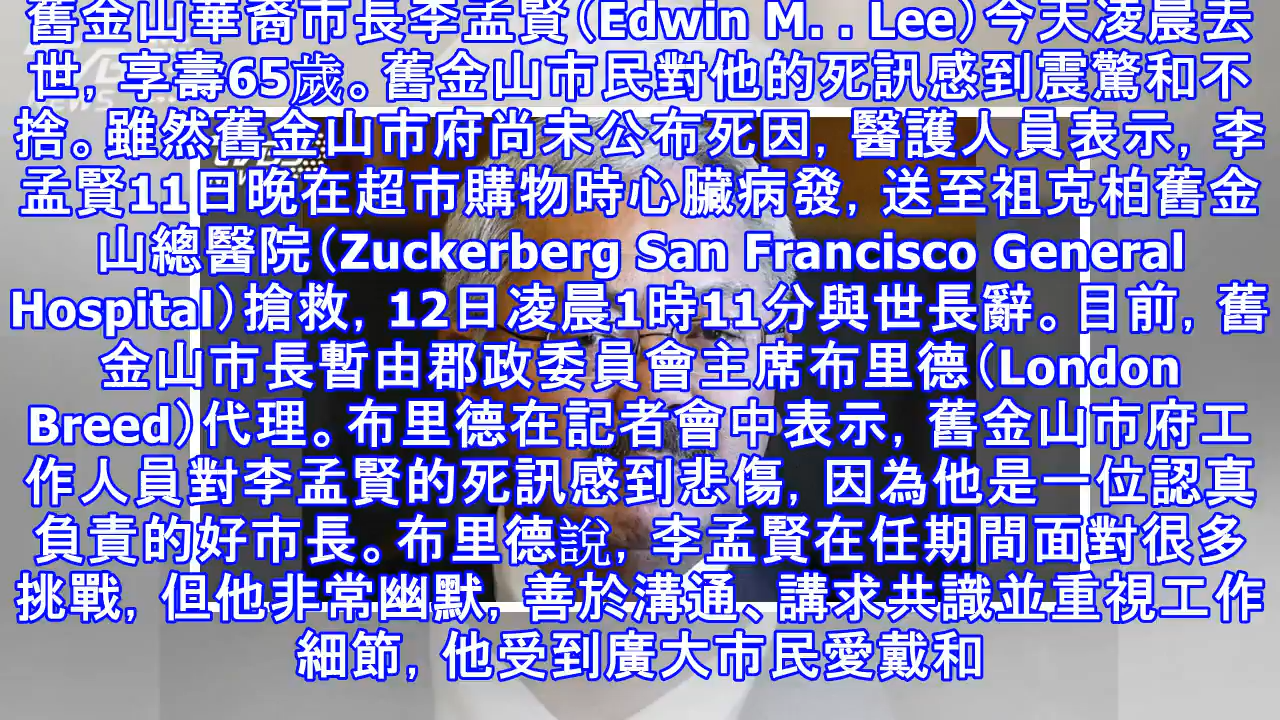 舊金山華裔市長李孟賢（Edwin M. . Lee）今天凌晨去
世, 享壽65歲。舊金山市民對他的死訊感到震驚和不
捨。雖然舊金山市府尚未公布死因, 醫護人員表示, 李
孟賢11日晚在超市購物時心臟病發, 送至祖克柏舊金
山總醫院（Zuckerberg San Francisco General
Hospital）搶救, 12日凌晨1時11分與世長辭。目前, 舊
金山市長暫由郡政委員會主席布里德（London
Breed）代理。布里德在記者會中表示, 舊金山市府工
作人員對李孟賢的死訊感到悲傷, 因為他是一位認真
負責的好市長。布里德說, 李孟賢在任期間面對很多
挑戰, 但他非常幽默, 善於溝通、講求共識並重視工作
細節, 他受到廣大市民愛戴和